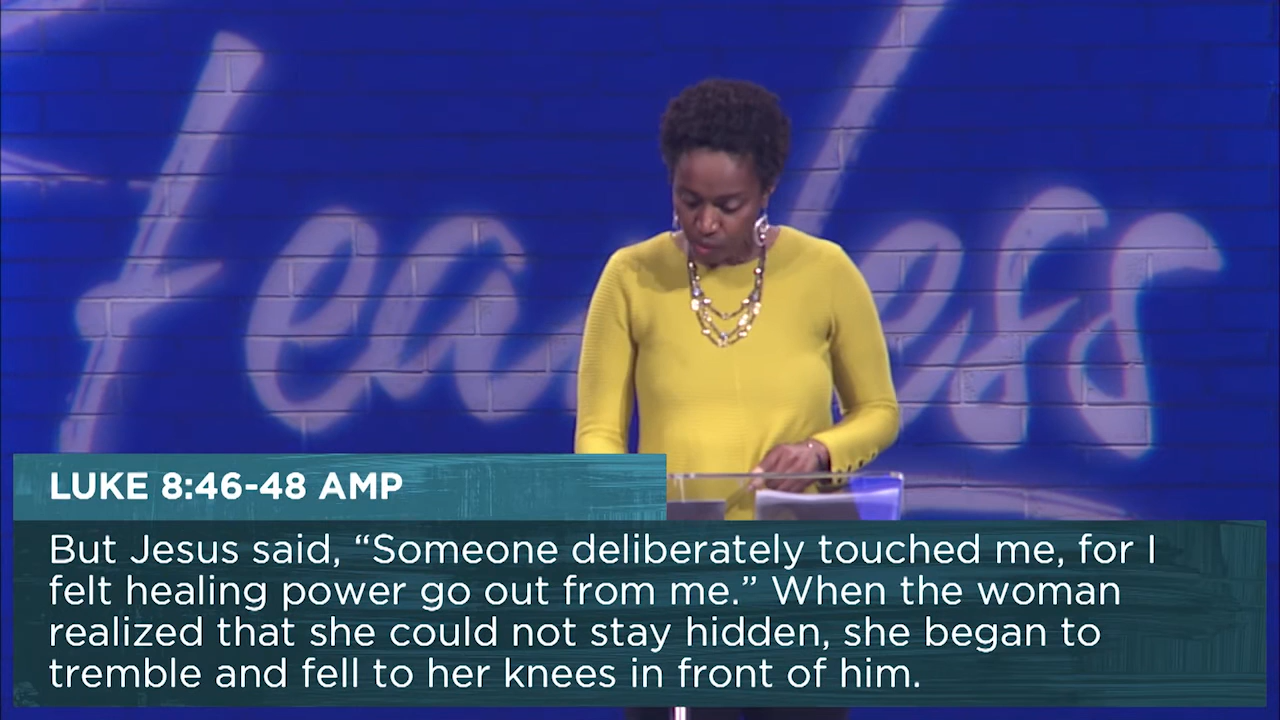 Fearless
LUKE 8:46-48 AMP
But Jesus said, “Someone deliberately touched me, for I
felt healing power go out from me.” When the woman
realized that she could not stay hidden, she began to
tremble and fell to her knees in front of him.